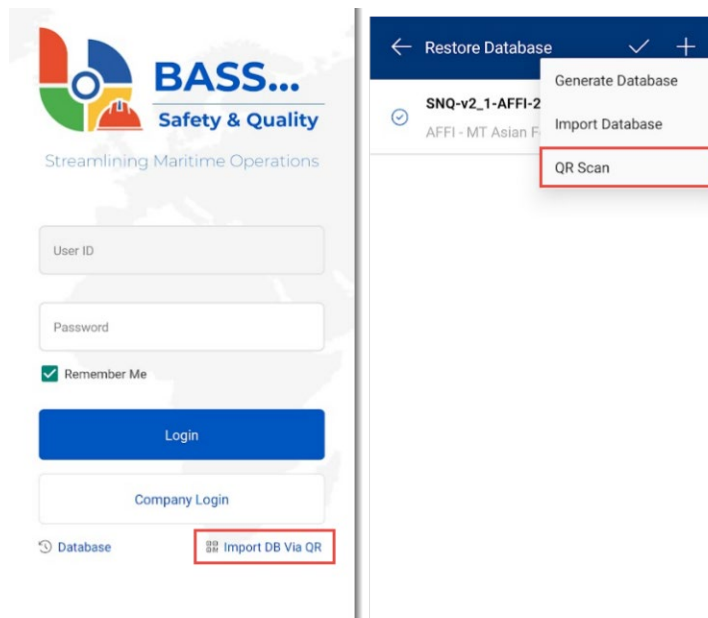 BASS...
Safety & Quality
Streamlining Maritime Operations
User ID
Password
Remember Me
Login
Company Login
Database
Import DB Via QR
Restore Database
Generate Database
Import Database
QR Scan
SNQ-v2_1-AFFI-2
AFFI - MT Asian F